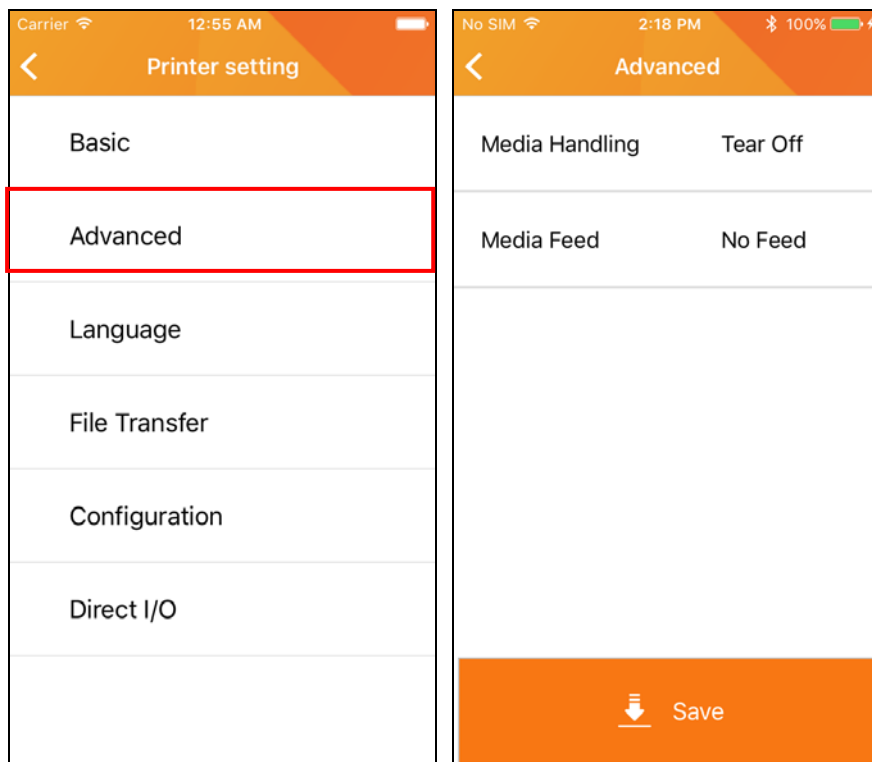 Carrier 12:55 AM
Printer setting
Basic
Advanced
Language
File Transfer
Configuration
Direct I/O
No SIM 2:18 PM 100%
Advanced
Media Handling Tear Off
Media Feed No Feed
Save